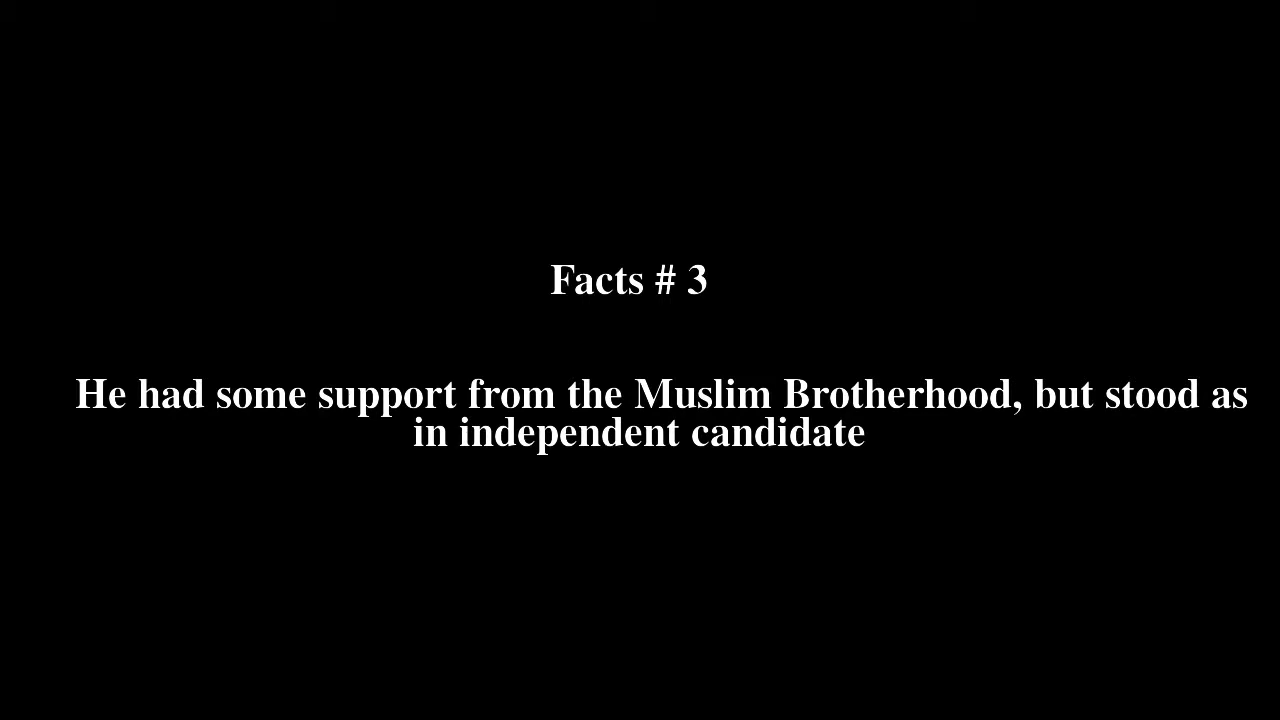 Facts # 3
He had some support from the Muslim Brotherhood, but stood as
in independent candidate